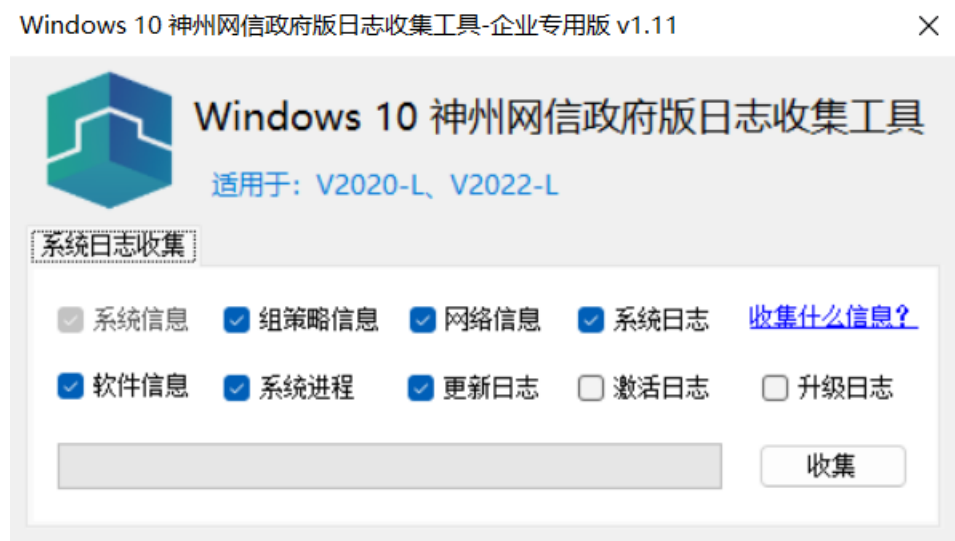 Windows 10 神州网信政府版日志收集工具-企业专用版 v1.11
Windows 10 神州网信政府版日志收集工具
适用于：V2020-L、V2022-L
系统日志收集
系统信息 组策略信息 网络信息 系统日志 收集什么信息？
软件信息 系统进程 更新日志 激活日志 升级日志
收集